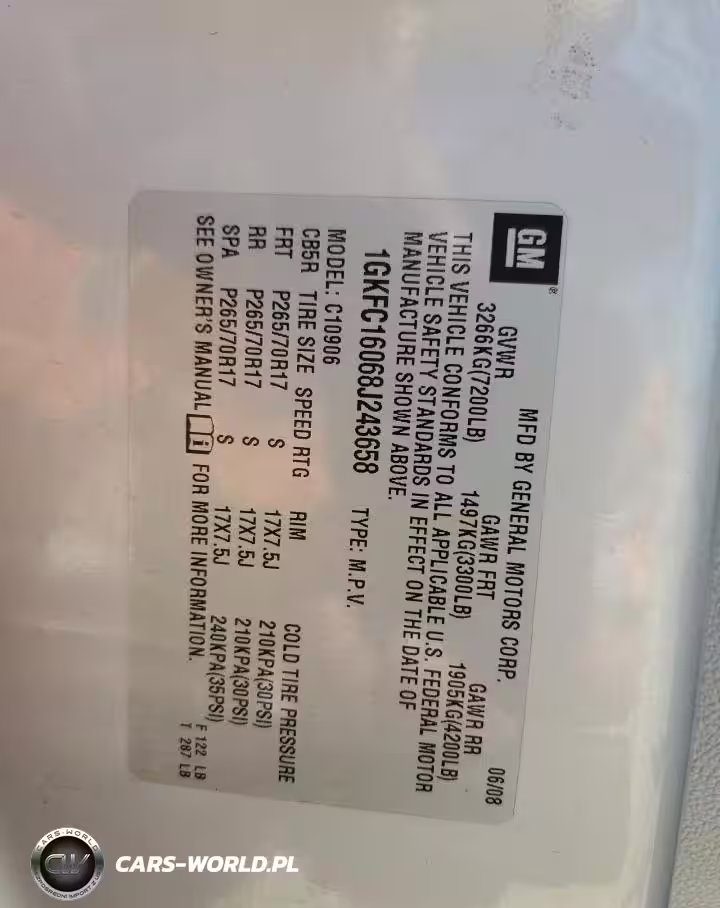 GM®
MFD BY GENERAL MOTORS CORP. 06/08
GVWR GAWR FRT GAWR RR
3266KG(7200LB) 1497KG(3300LB) 1905KG(4200LB)
THIS VEHICLE CONFORMS TO ALL APPLICABLE U.S. FEDERAL MOTOR
VEHICLE SAFETY STANDARDS IN EFFECT ON THE DATE OF
MANUFACTURE SHOWN ABOVE.
1GKFC16068J243658 TYPE: M.P.V.
MODEL: C10906
CB5R TIRE SIZE SPEED RTG RIM COLD TIRE PRESSURE
FRT P265/70R17 S 17X7.5J 210KPA(30PSI)
RR P265/70R17 S 17X7.5J 210KPA(30PSI)
SPA P265/70R17 S 17X7.5J 240KPA(35PSI)
SEE OWNER'S MANUAL i FOR MORE INFORMATION.
F 122 LB
T 287 LB
CARS-WORLD
CW
CARS-WORLD.PL